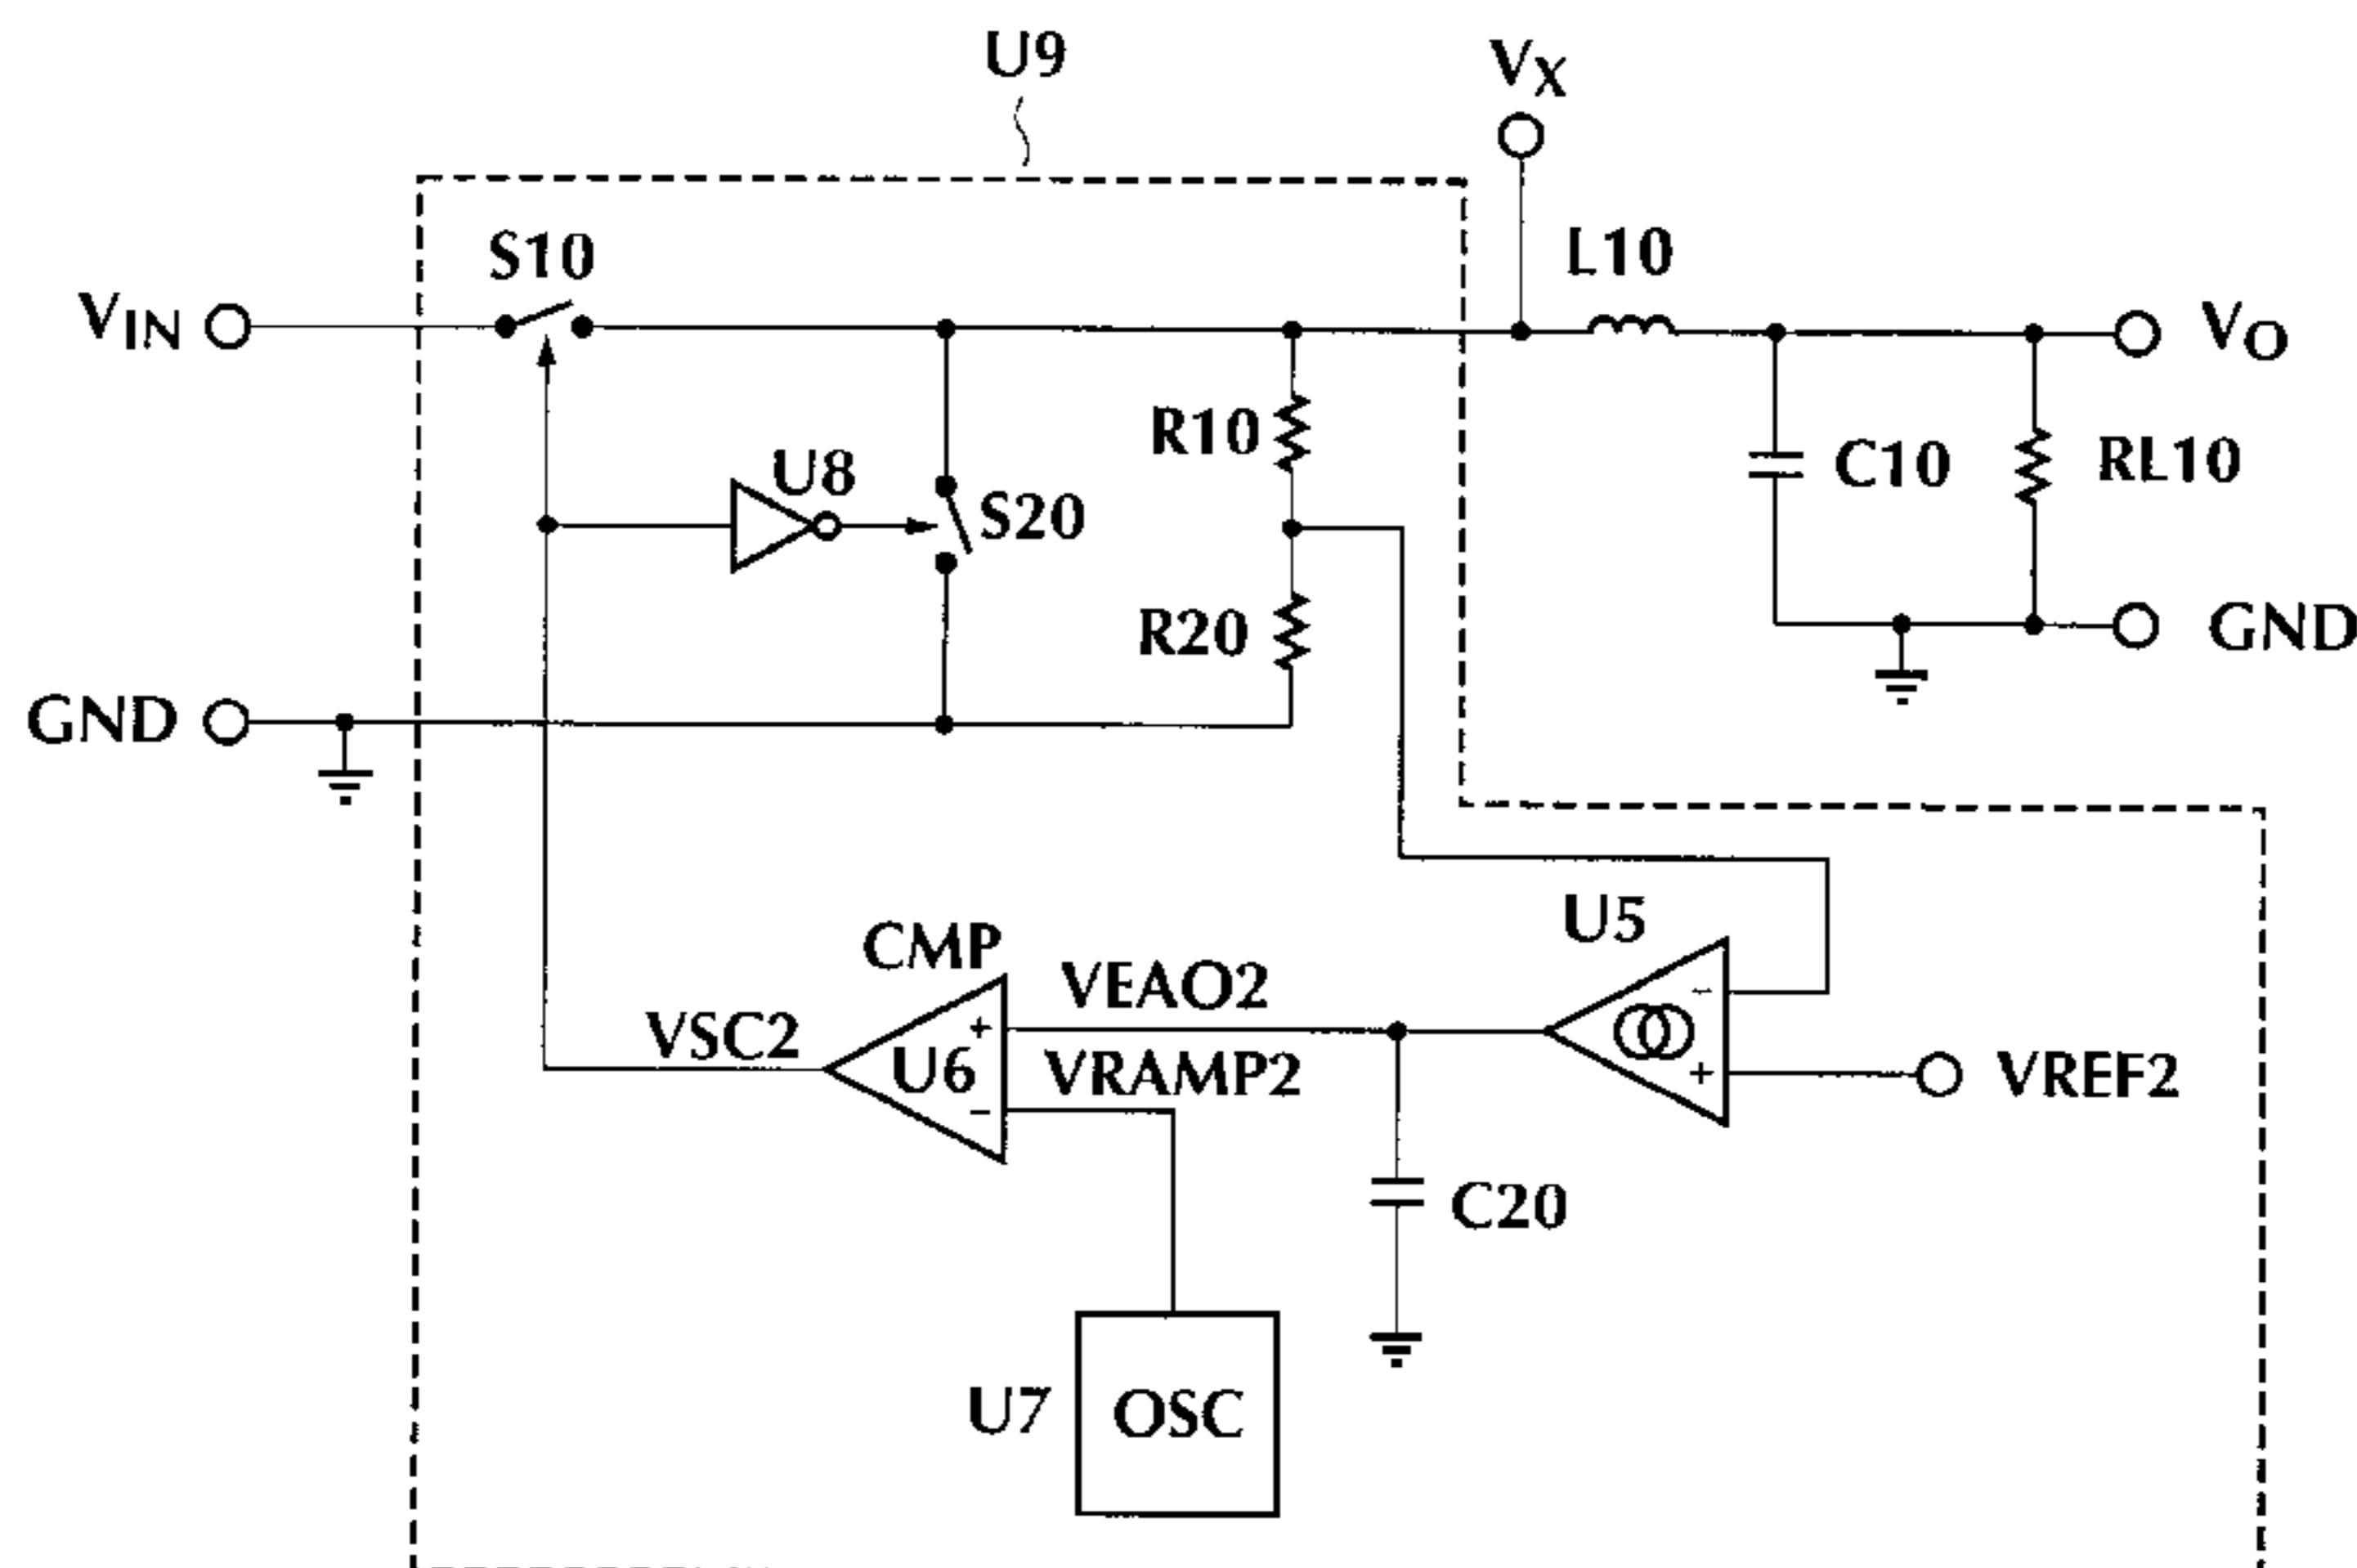 U9
VX
S10
L10
VIN
VO
R10
U8
C10
RL10
S20
R20
GND
GND
U5
CMP
VEAO2
-
+
VSC2
U6
VRAMP2
+
VREF2
-
C20
U7
OSC